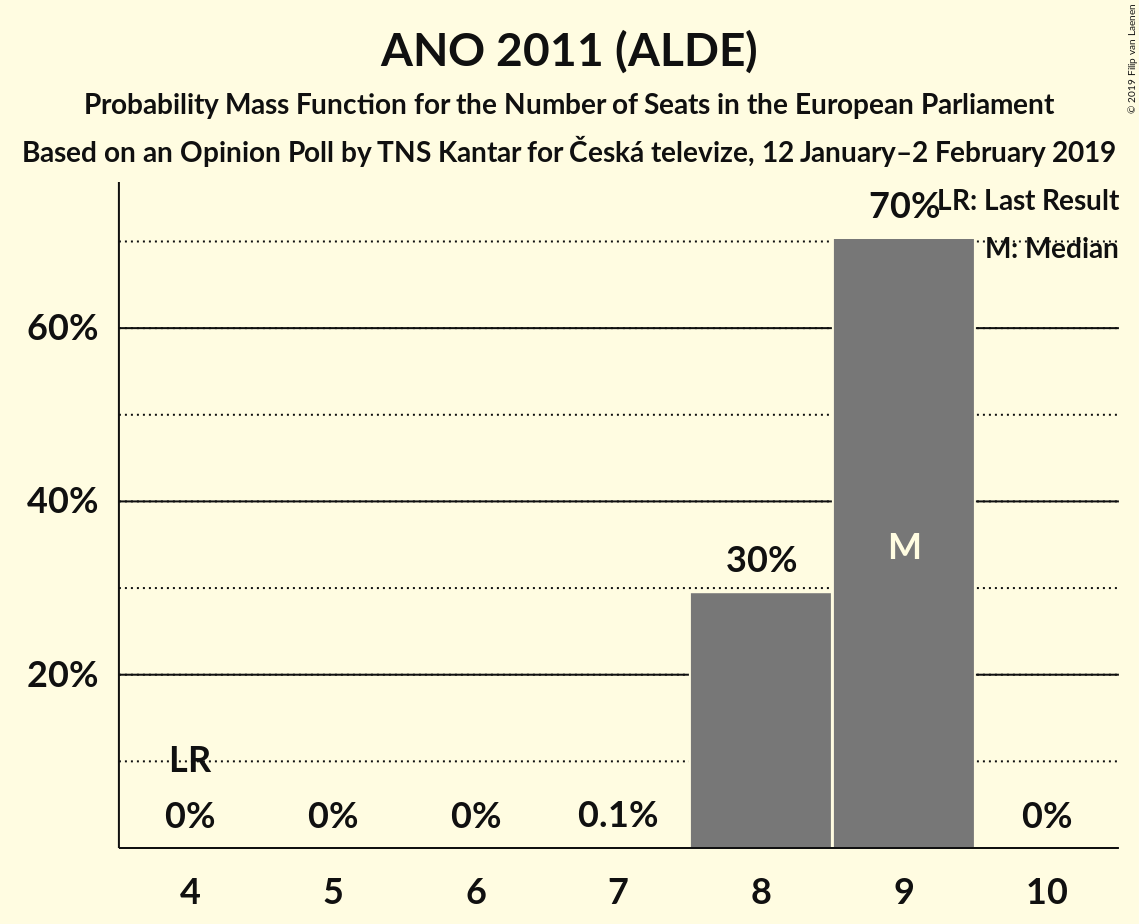 ANO 2011 (ALDE)
Probability Mass Function for the Number of Seats in the European Parliament
Based on an Opinion Poll by TNS Kantar for Česká televize, 12 January–2 February 2019
© 2019 Filip van Laenen
LR: Last Result
M: Median
70%
60%
40%
30%
M
20%
LR
0%
0%
0%
0.1%
0%
4
5
6
7
8
9
10